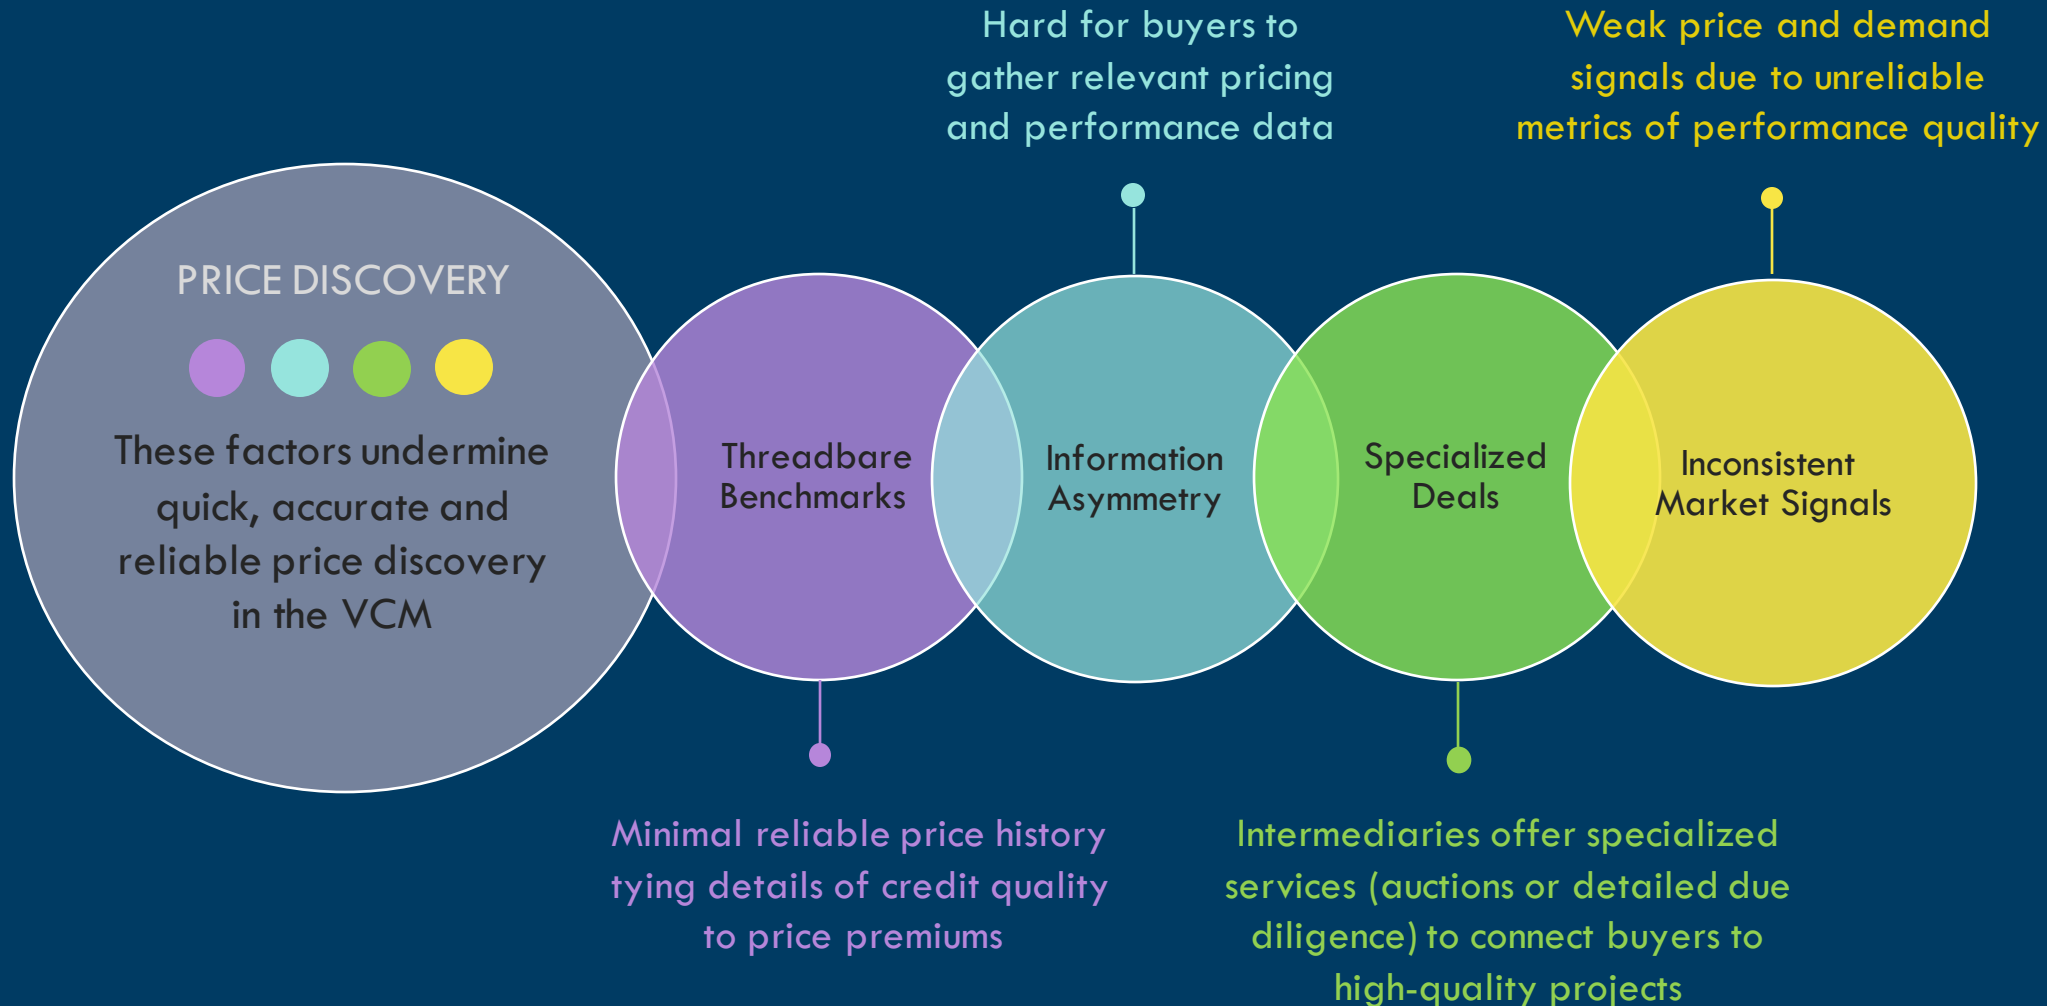 Hard for buyers to
gather relevant pricing
and performance data
Weak price and demand
signals due to unreliable
metrics of performance quality
PRICE DISCOVERY
These factors undermine
quick, accurate and
reliable price discovery
in the VCM
Threadbare
Benchmarks
Information
Asymmetry
Specialized
Deals
Inconsistent
Market Signals
Minimal reliable price history
tying details of credit quality
to price premiums
Intermediaries offer specialized
services (auctions or detailed due
diligence) to connect buyers to
high-quality projects